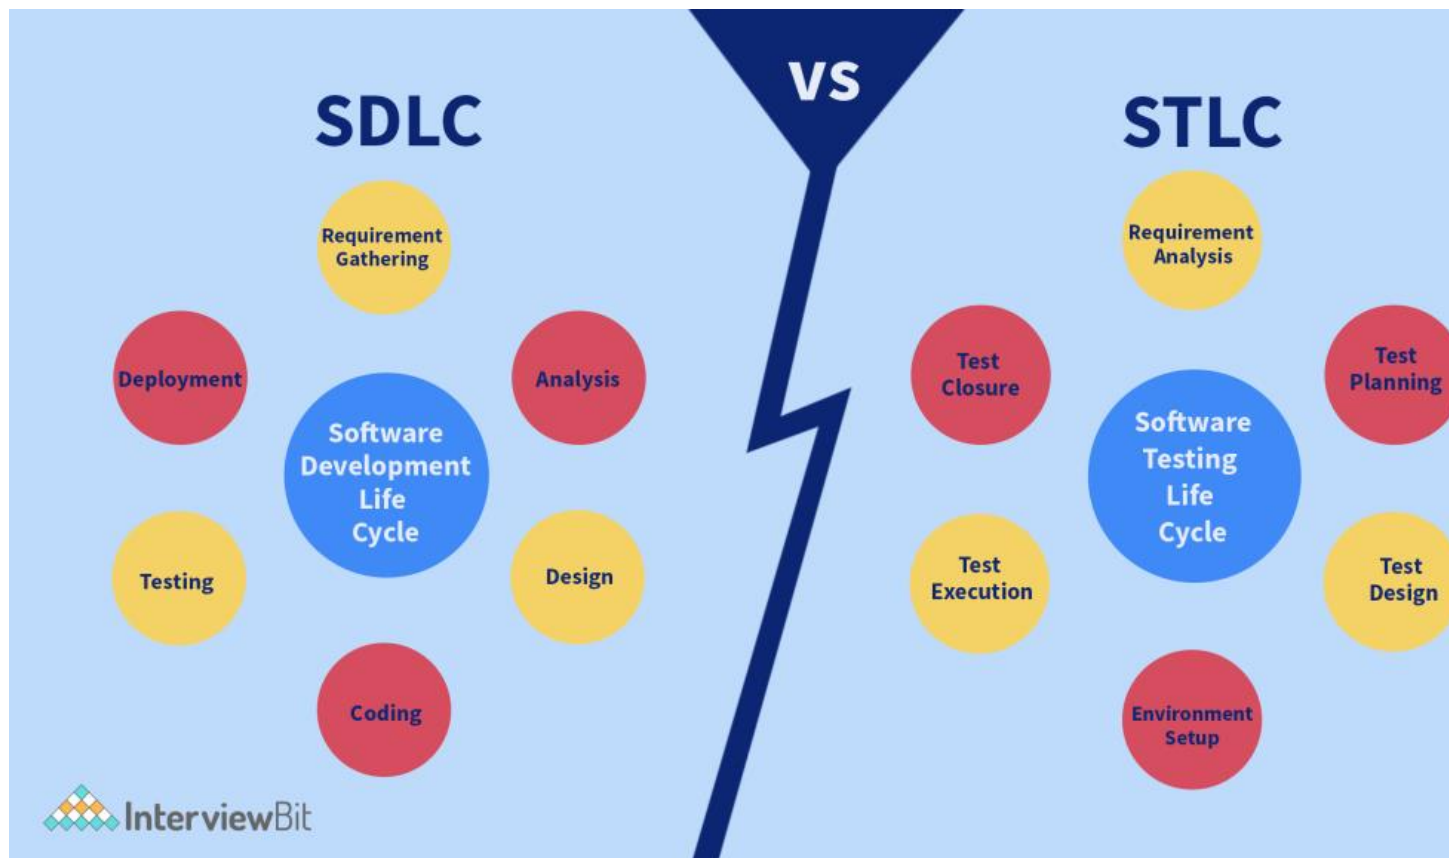 VS
SDLC
Requirement
Gathering
Analysis
Design
Coding
Testing
Deployment
Software
Development
Life
Cycle
STLC
Requirement
Analysis
Test
Planning
Test
Design
Environment
Setup
Test
Execution
Test
Closure
Software
Testing
Life
Cycle
InterviewBit